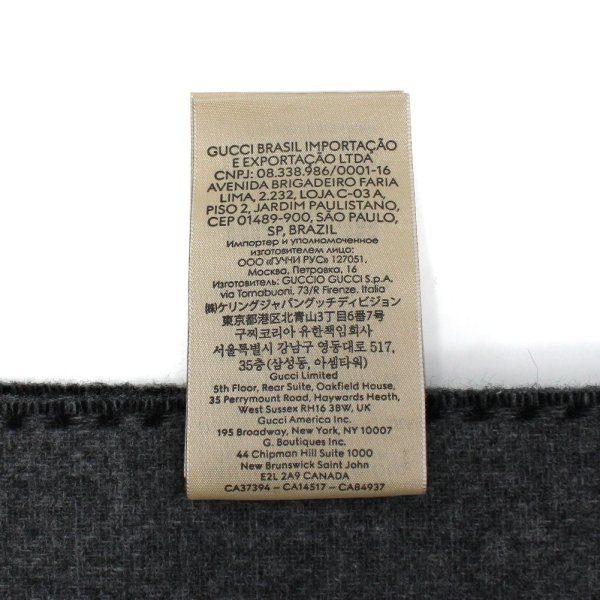 GUCCI BRASIL IMPORTAÇÃO
E EXPORTAÇÃO LTDA
CNPJ: 08.338.986/0001-16
AVENIDA BRIGADEIRO FARIA
LIMA, 2.232, LOJA C-03 A,
PISO 2, JARDIM PAULISTANO,
CEP 01489-900, SÃO PAULO,
SP, BRAZIL
Импортер и уполномоченное
изготовителем лицо:
ООО «ГУЧЧИ РУС» 127051,
Москва, Петровка, 16
Изготовитель: GUCCIO GUCCI S.p.A.
via Tornabuoni, 73/R Firenze, Italia
㈱ケリングジャパングッチディビジョン
東京都港区北青山3丁目6番7号
구찌코리아 유한책임회사
서울특별시 강남구 영동대로 517,
35층(삼성동, 아셈타워)
Gucci Limited
5th Floor, Rear Suite, Oakfield House,
35 Perrymount Road, Haywards Heath,
West Sussex RH16 3BW, UK
Gucci America Inc.
195 Broadway, New York, NY 10007
G. Boutiques Inc.
44 Chipman Hill Suite 1000
New Brunswick Saint John
E2L 2A9 CANADA
CA37394 – CA14517 – CA84937